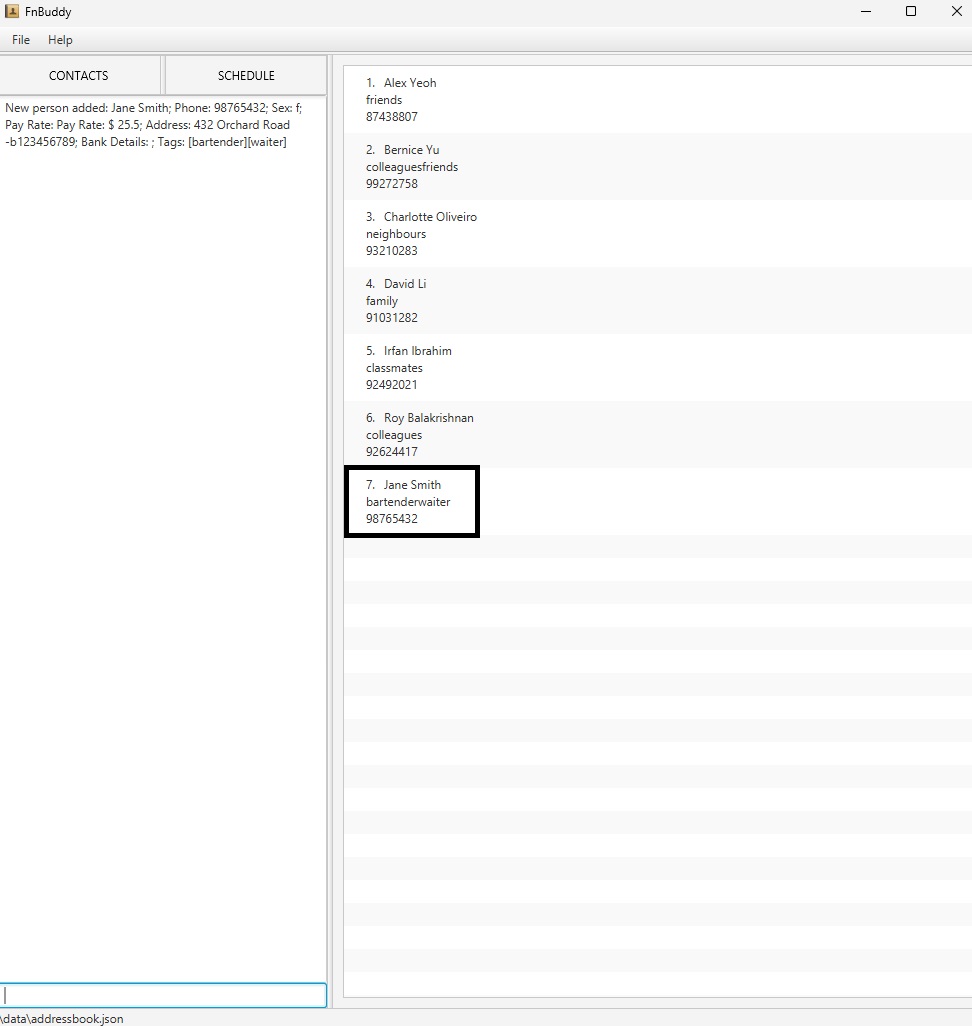 FnBuddy
File Help
CONTACTS SCHEDULE
New person added: Jane Smith; Phone: 98765432; Sex: f;
Pay Rate: Pay Rate: $ 25.5; Address: 432 Orchard Road
-b123456789; Bank Details: ; Tags: [bartender][waiter]
1. Alex Yeoh
friends
87438807
2. Bernice Yu
colleaguesfriends
99272758
3. Charlotte Oliveiro
neighbours
93210283
4. David Li
family
91031282
5. Irfan Ibrahim
classmates
92492021
6. Roy Balakrishnan
colleagues
92624417
7. Jane Smith
bartenderwaiter
98765432
\data\addressbook.json